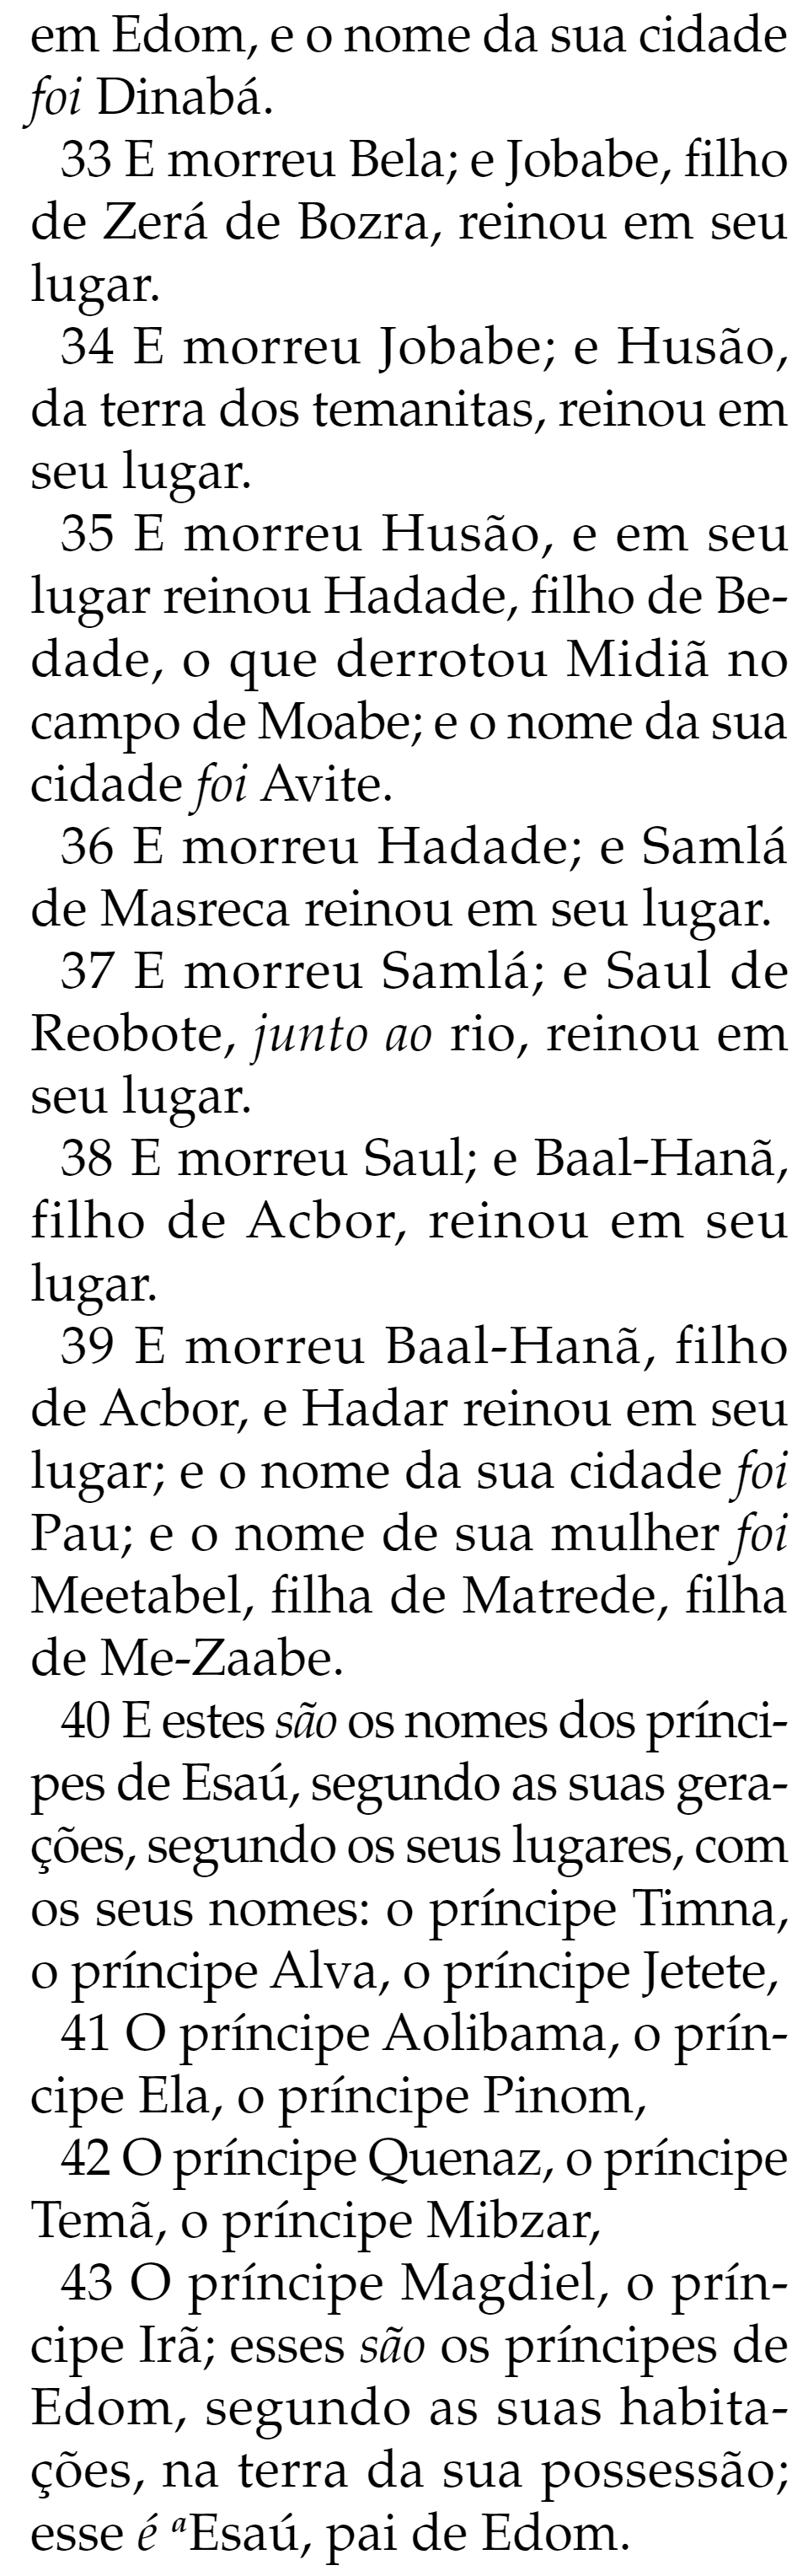 em Edom, e o nome da sua cidade
foi Dinabá.
33 E morreu Bela; e Jobabe, filho
de Zerá de Bozra, reinou em seu
lugar.
34 E morreu Jobabe; e Husão,
da terra dos temanitas, reinou em
seu lugar.
35 E morreu Husão, e em seu
lugar reinou Hadade, filho de Be-
dade, o que derrotou Midiã no
campo de Moabe; e o nome da sua
cidade foi Avite.
36 E morreu Hadade; e Samlá
de Masreca reinou em seu lugar.
37 E morreu Samlá; e Saul de
Reobote, junto ao rio, reinou em
seu lugar.
38 E morreu Saul; e Baal-Hanã,
filho de Acbor, reinou em seu
lugar.
39 E morreu Baal-Hanã, filho
de Acbor, e Hadar reinou em seu
lugar; e o nome da sua cidade foi
Pau; e o nome de sua mulher foi
Meetabel, filha de Matrede, filha
de Me-Zaabe.
40 E estes são os nomes dos prínci-
pes de Esaú, segundo as suas gera-
ções, segundo os seus lugares, com
os seus nomes: o príncipe Timna,
o príncipe Alva, o príncipe Jetete,
41 O príncipe Aolibama, o prín-
cipe Ela, o príncipe Pinom,
42 O príncipe Quenaz, o príncipe
Temã, o príncipe Mibzar,
43 O príncipe Magdiel, o prín-
cipe Irã; esses são os príncipes de
Edom, segundo as suas habita-
ções, na terra da sua possessão;
esse é ᵃEsaú, pai de Edom.